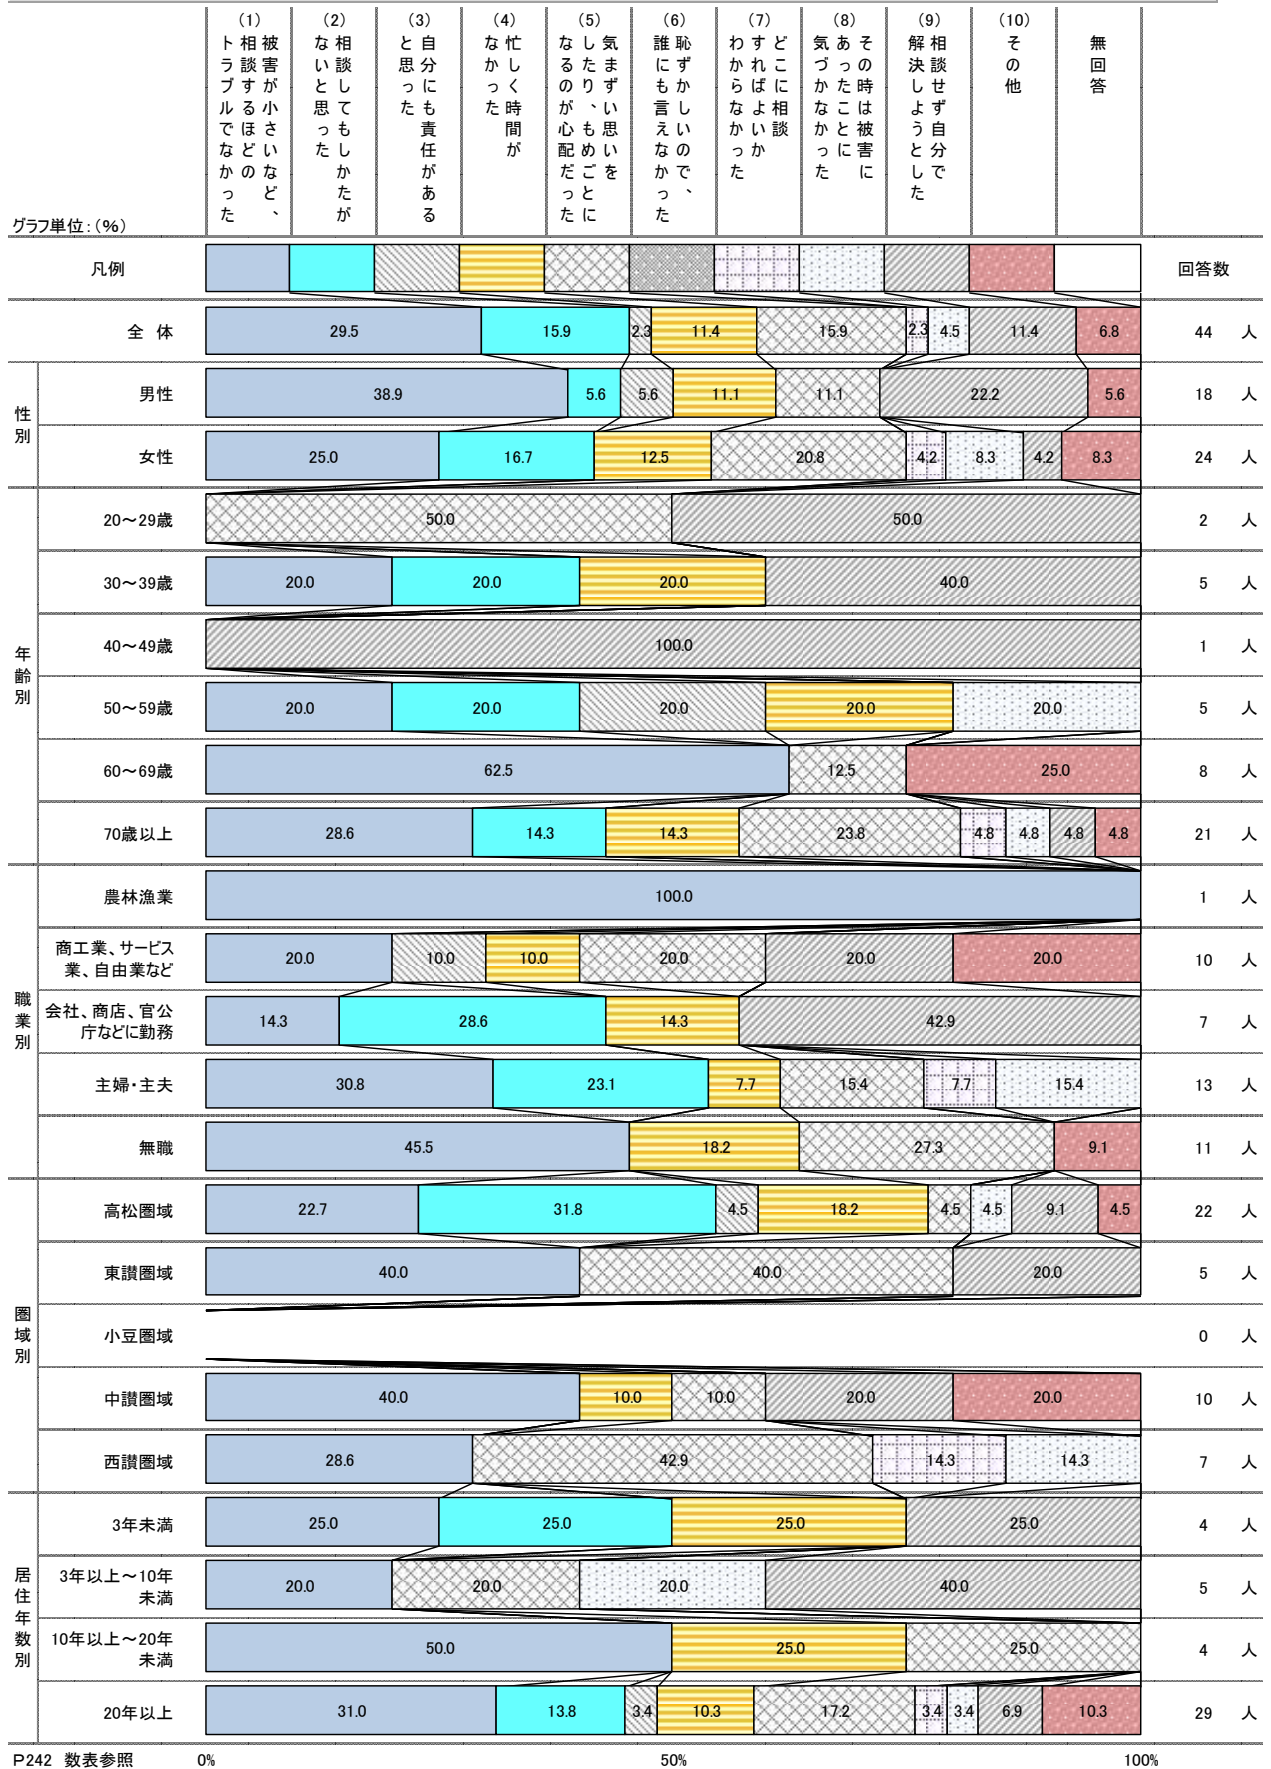 (1)
被害が小さいなど、
相談するほどの
トラブルでなかった
(2)
相談してもしかたが
ないと思った
(3)
自分にも責任がある
と思った
(4)
忙しく時間が
なかった
(5)
気まずい思いを
したり、もめごとに
なるのが心配だった
(6)
恥ずかしいので、
誰にも言えなかった
(7)
どこに相談
すればよいか
わからなかった
(8)
その時は被害に
あったことに
気づかなかった
(9)
相談せず自分で
解決しようとした
(10)
その他
無回答
グラフ単位：(%)
凡例 回答数
全 体 29.5 15.9 2.3 11.4 15.9 2.3 4.5 11.4 6.8 44 人
性別
男性 38.9 5.6 5.6 11.1 11.1 22.2 5.6 18 人
女性 25.0 16.7 12.5 20.8 4.2 8.3 4.2 8.3 24 人
年齢別
20～29歳 50.0 50.0 2 人
30～39歳 20.0 20.0 20.0 40.0 5 人
40～49歳 100.0 1 人
50～59歳 20.0 20.0 20.0 20.0 20.0 5 人
60～69歳 62.5 12.5 25.0 8 人
70歳以上 28.6 14.3 14.3 23.8 4.8 4.8 4.8 4.8 21 人
職業別
農林漁業 100.0 1 人
商工業、サービス
業、自由業など 20.0 10.0 10.0 20.0 20.0 20.0 10 人
会社、商店、官公
庁などに勤務 14.3 28.6 14.3 42.9 7 人
主婦・主夫 30.8 23.1 7.7 15.4 7.7 15.4 13 人
無職 45.5 18.2 27.3 9.1 11 人
圏域別
高松圏域 22.7 31.8 4.5 18.2 4.5 4.5 9.1 4.5 22 人
東讃圏域 40.0 40.0 20.0 5 人
小豆圏域 0 人
中讃圏域 40.0 10.0 10.0 20.0 20.0 10 人
西讃圏域 28.6 42.9 14.3 14.3 7 人
居住年数別
3年未満 25.0 25.0 25.0 25.0 4 人
3年以上～10年
未満 20.0 20.0 20.0 40.0 5 人
10年以上～20年
未満 50.0 25.0 25.0 4 人
20年以上 31.0 13.8 3.4 10.3 17.2 3.4 3.4 6.9 10.3 29 人
P242 数表参照 0% 50% 100%